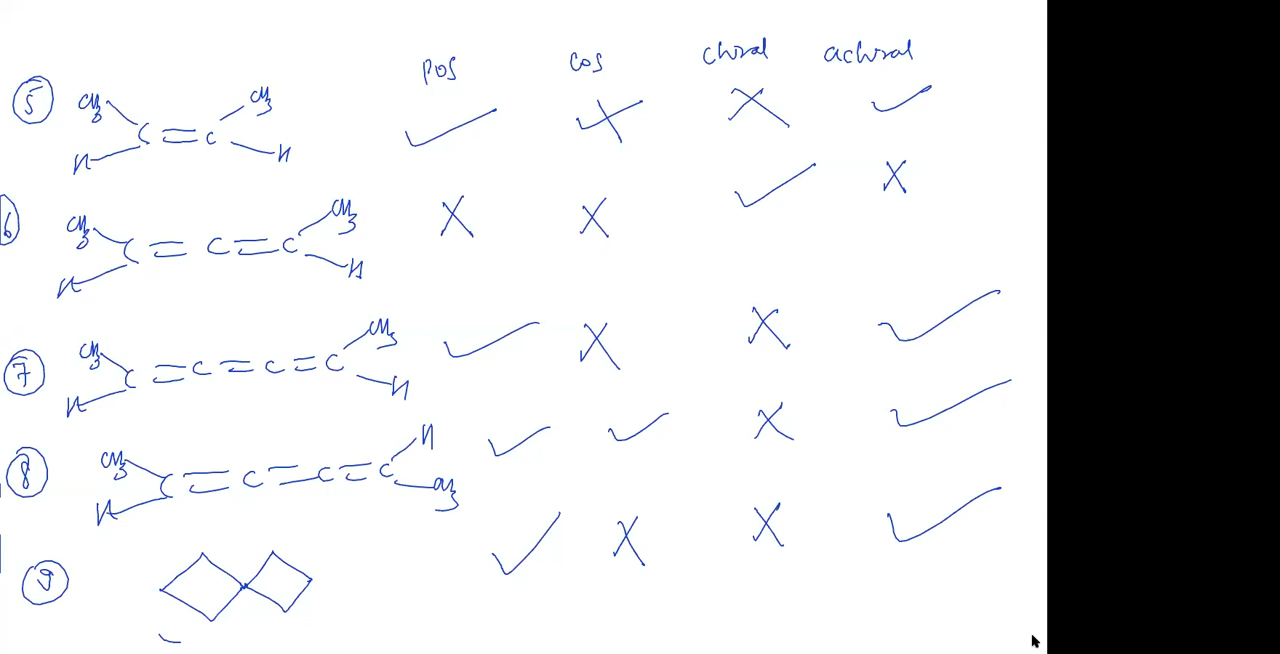 POS COS chiral achiral
⑤ CH3 CH3
C = C ✓ ✓ X ✓
H H
⑥ CH3 CH3
C = C = C X X ✓ X
H H
⑦ CH3 CH3
C = C = C = C ✓ X X ✓
H H
⑧ CH3 H
C = C = C = C ✓ ✓ X ✓
H CH3
⑨ ✓ X X ✓